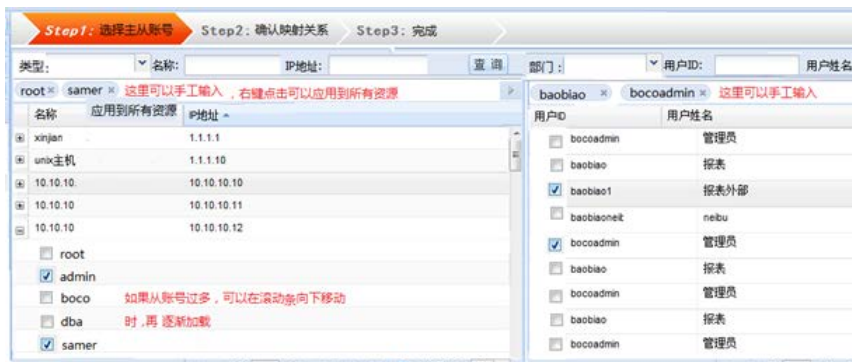 Step1: 选择主从账号 Step2: 确认映射关系 Step3: 完成
类型: 名称: IP地址: 查询 部门: 用户ID: 用户姓名
root× samer× 这里可以手工输入，右键点击可以应用到所有资源 baobiao × bocoadmin × 这里可以手工输入
名称 应用到所有资源 IP地址 用户ID 用户姓名
xinjian 1.1.1.1 bocoadmin 管理员
unix主机 1.1.1.10 baobiao 报表
10.10.10. 10.10.10.10 baobiao1 报表外部
10.10.10 10.10.10.11 baobiaoneib neibu
10.10.10 10.10.10.12 bocoadmin 管理员
root baobiao 报表
admin bocoadmin 管理员
boco 如果从账号过多，可以在滚动条向下移动
dba 时,再 逐渐加载 baobiao 报表
samer bocoadmin 管理员